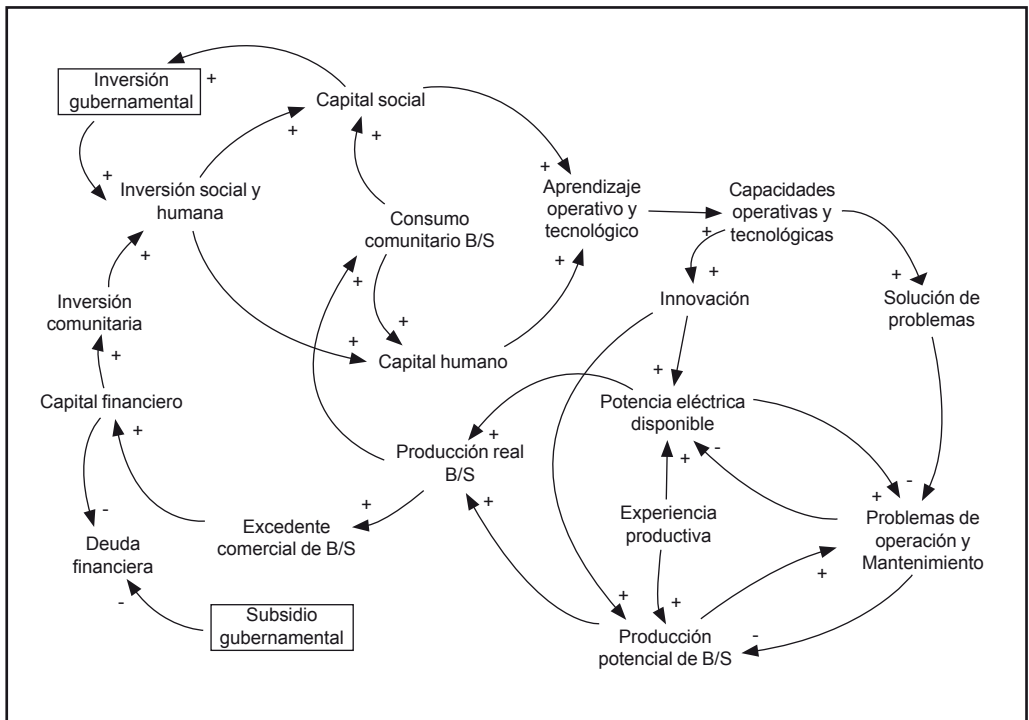 Inversión
gubernamental
+
Capital social
+
+
+
Inversión social y
humana
+
Consumo
comunitario B/S
+
Aprendizaje
operativo y
tecnológico
+
Capacidades
operativas y
tecnológicas
+
+
+
Solución de
problemas
Innovación
Inversión
comunitaria
+
+
+
+
Capital humano
+
Capital financiero
+
+
Potencia eléctrica
disponible
+
-
+
Producción real
B/S
+
+
-
+
Experiencia
productiva
Problemas de
operación y
Mantenimiento
-
Excedente
comercial de B/S
Deuda
financiera
-
Subsidio
gubernamental
+
+
+
Producción
potencial de B/S
-